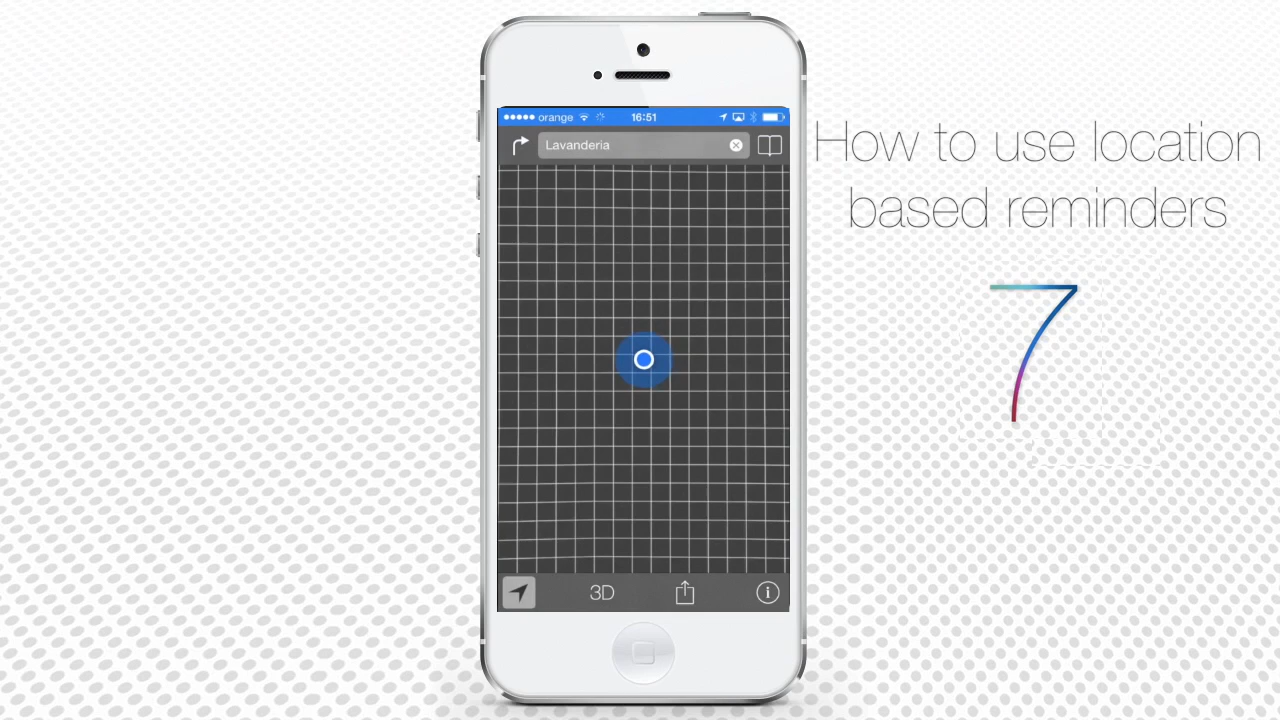 orange 16:51
Lavanderia
How to use location
based reminders
7
3D